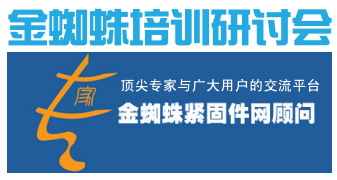 金蜘蛛培训研讨会
家
顶尖专家与广大用户的交流平台
金蜘蛛紧固件网顾问